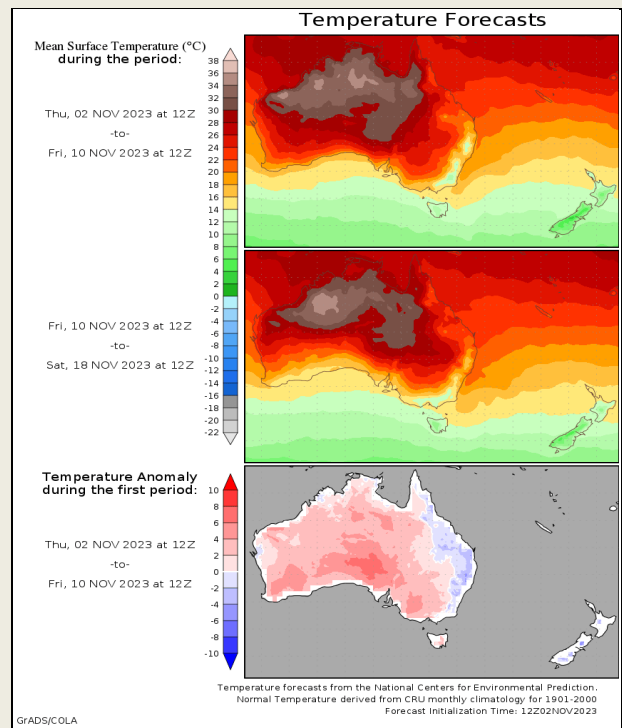 Temperature Forecasts
Mean Surface Temperature (°C)
during the period:
Thu, 02 NOV 2023 at 12Z
-to-
Fri, 10 NOV 2023 at 12Z
38
36
34
32
30
28
26
24
22
20
18
16
14
12
10
8
6
4
2
0
-2
-4
-6
-8
-10
-12
-14
-16
-18
-20
-22
Fri, 10 NOV 2023 at 12Z
-to-
Sat, 18 NOV 2023 at 12Z
Temperature Anomaly
during the first period:
Thu, 02 NOV 2023 at 12Z
-to-
Fri, 10 NOV 2023 at 12Z
10
8
6
4
2
0
-2
-4
-6
-8
-10
Temperature forecasts from the National Centers for Environmental Prediction.
Normal Temperature derived from CRU monthly climatology for 1901-2000
Forecast Initialization Time: 12Z02NOV2023
GrADS/COLA